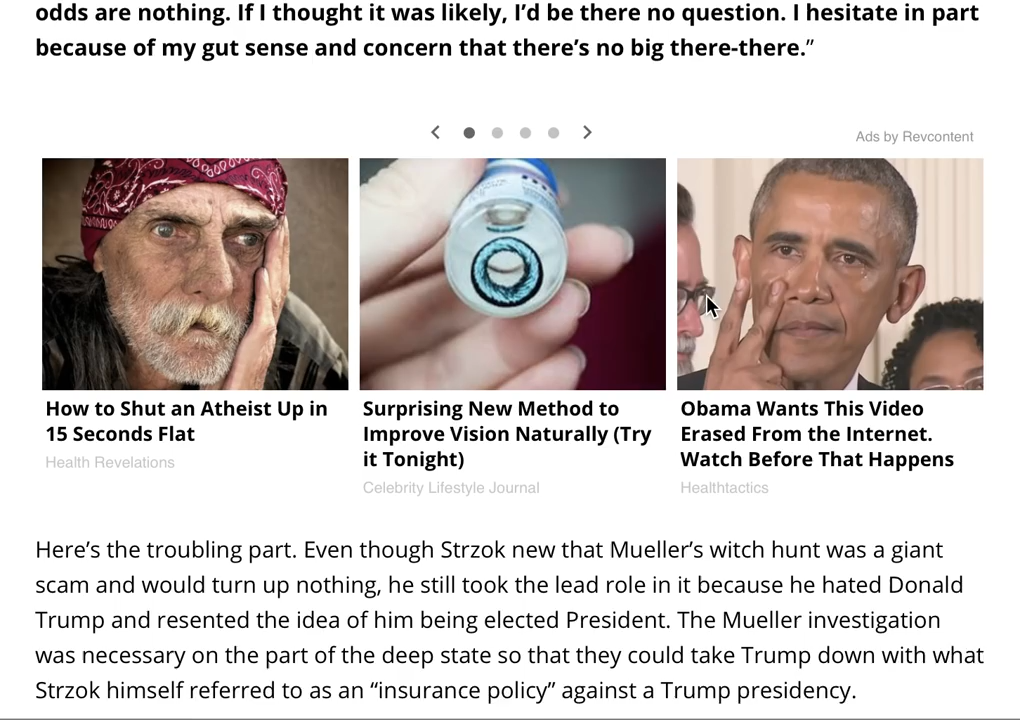 odds are nothing. If I thought it was likely, I’d be there no question. I hesitate in part
because of my gut sense and concern that there’s no big there-there.”
Ads by Revcontent
How to Shut an Atheist Up in
15 Seconds Flat
Health Revelations
Surprising New Method to
Improve Vision Naturally (Try
it Tonight)
Celebrity Lifestyle Journal
Obama Wants This Video
Erased From the Internet.
Watch Before That Happens
Healthtactics
Here’s the troubling part. Even though Strzok new that Mueller’s witch hunt was a giant
scam and would turn up nothing, he still took the lead role in it because he hated Donald
Trump and resented the idea of him being elected President. The Mueller investigation
was necessary on the part of the deep state so that they could take Trump down with what
Strzok himself referred to as an “insurance policy” against a Trump presidency.